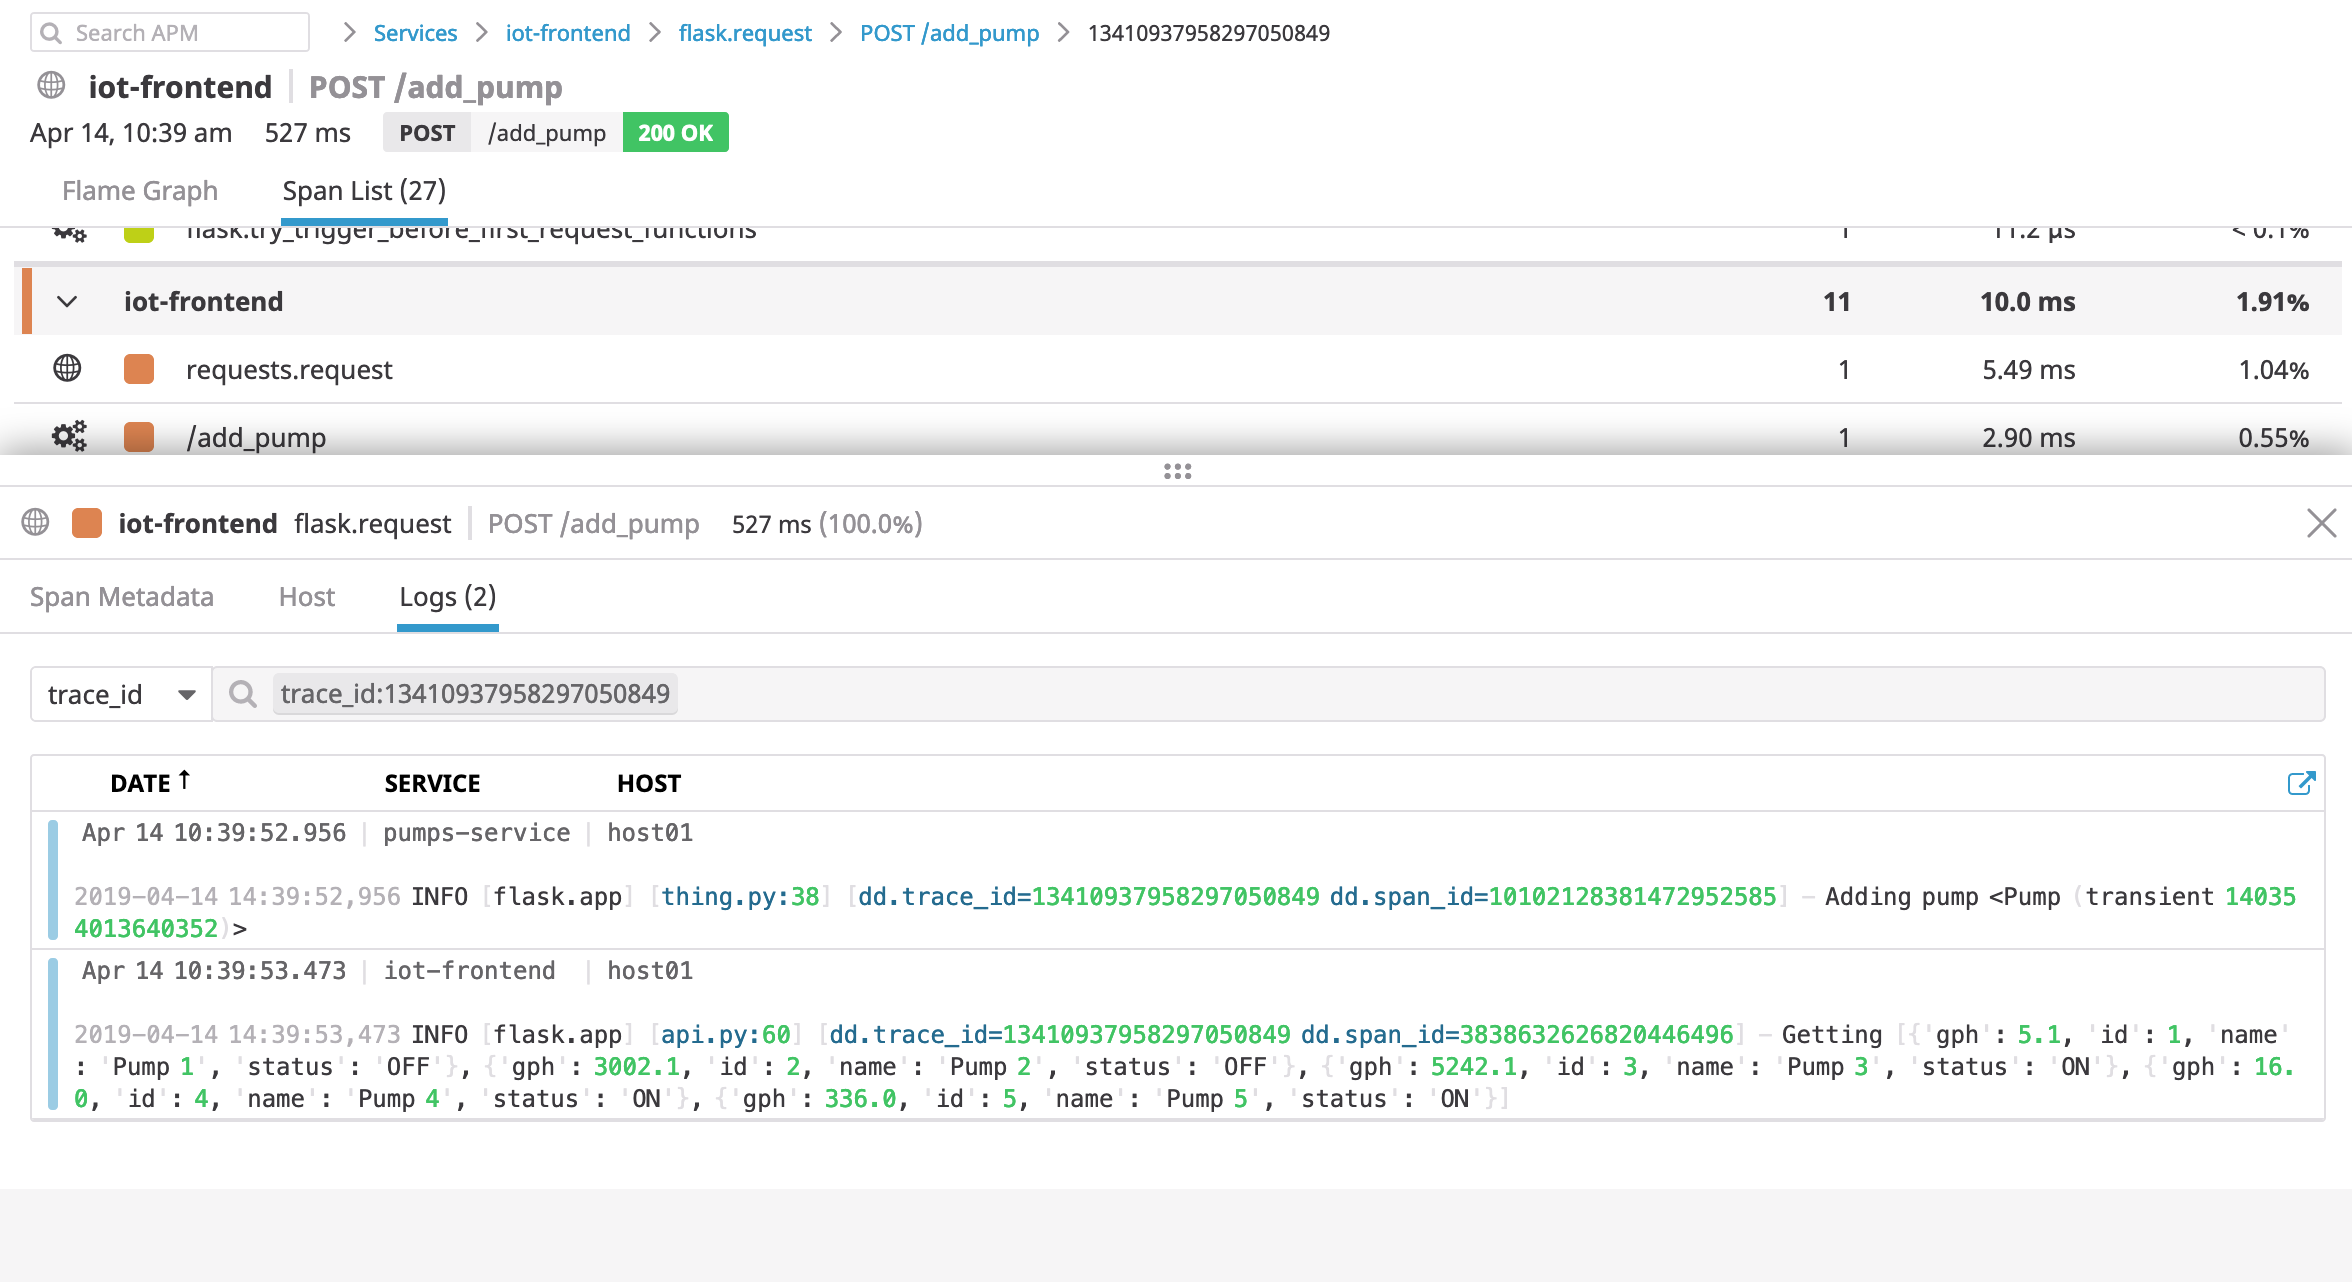 Search APM > Services > iot-frontend > flask.request > POST /add_pump > 13410937958297050849
iot-frontend | POST /add_pump
Apr 14, 10:39 am 527 ms POST /add_pump 200 OK
Flame Graph Span List (27)
flask.try_trigger_before_first_request_functions 1 11.2 μs < 0.1%
iot-frontend 11 10.0 ms 1.91%
requests.request 1 5.49 ms 1.04%
/add_pump 1 2.90 ms 0.55%
iot-frontend flask.request | POST /add_pump 527 ms (100.0%)
Span Metadata Host Logs (2)
trace_id trace_id:13410937958297050849
DATE ↑ SERVICE HOST
Apr 14 10:39:52.956 | pumps-service | host01
2019-04-14 14:39:52,956 INFO [flask.app] [thing.py:38] [dd.trace_id=13410937958297050849 dd.span_id=10102128381472952585] - Adding pump <Pump (transient 14035
4013640352)>
Apr 14 10:39:53.473 | iot-frontend | host01
2019-04-14 14:39:53,473 INFO [flask.app] [api.py:60] [dd.trace_id=13410937958297050849 dd.span_id=3838632626820446496] - Getting [{'gph': 5.1, 'id': 1, 'name'
: 'Pump 1', 'status': 'OFF'}, {'gph': 3002.1, 'id': 2, 'name': 'Pump 2', 'status': 'OFF'}, {'gph': 5242.1, 'id': 3, 'name': 'Pump 3', 'status': 'ON'}, {'gph': 16.
0, 'id': 4, 'name': 'Pump 4', 'status': 'ON'}, {'gph': 336.0, 'id': 5, 'name': 'Pump 5', 'status': 'ON'}]